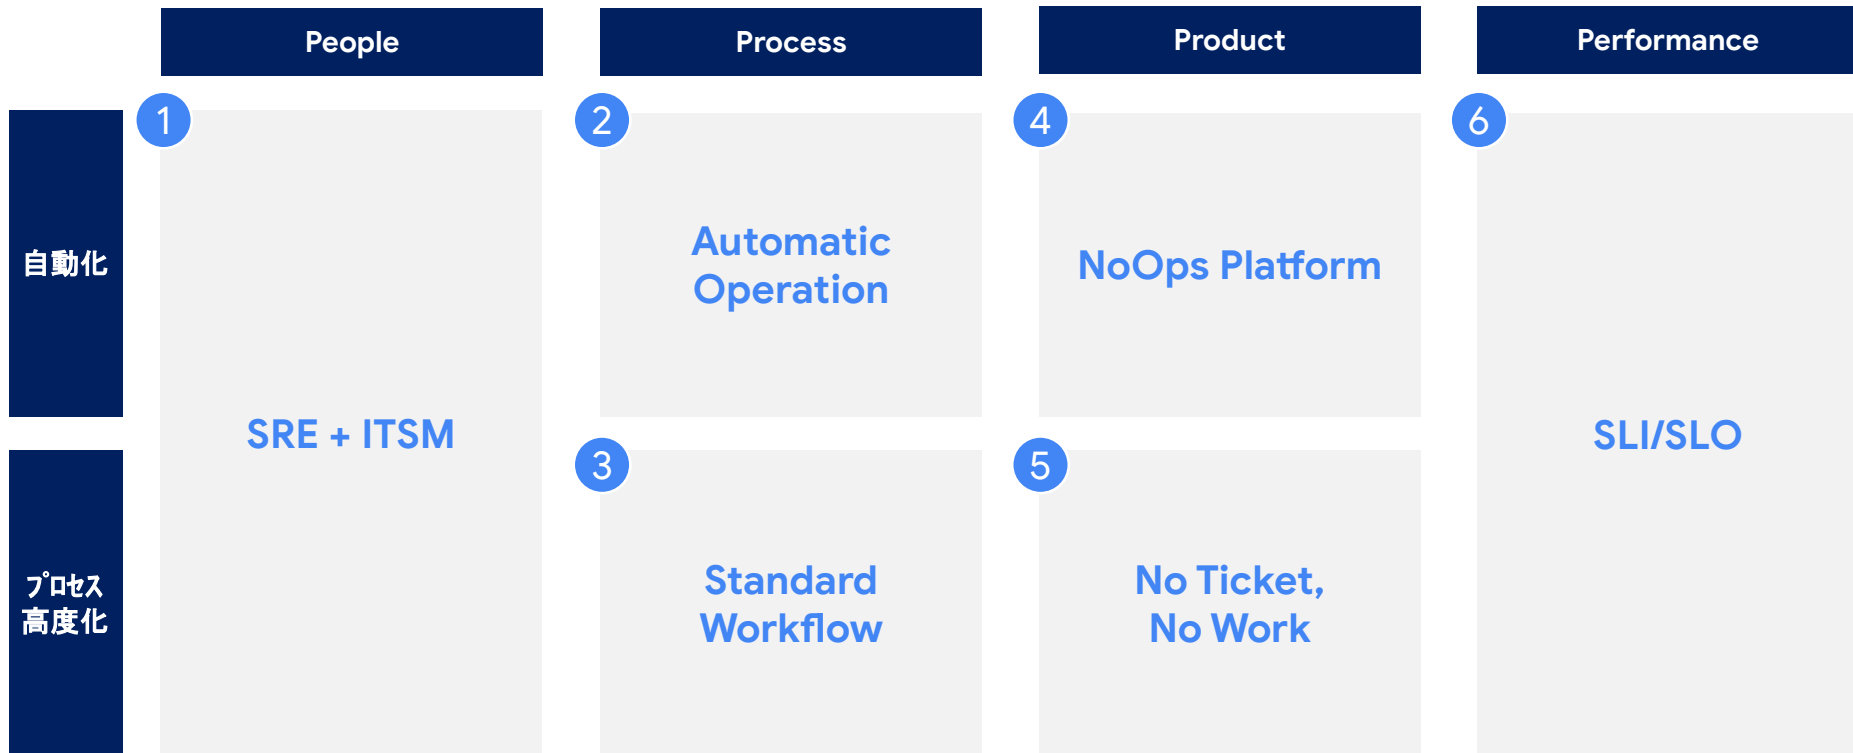 People
Process
Product
Performance
自動化
プロセス
高度化
1
SRE + ITSM
2
Automatic
Operation
3
Standard
Workflow
4
NoOps Platform
5
No Ticket,
No Work
6
SLI/SLO